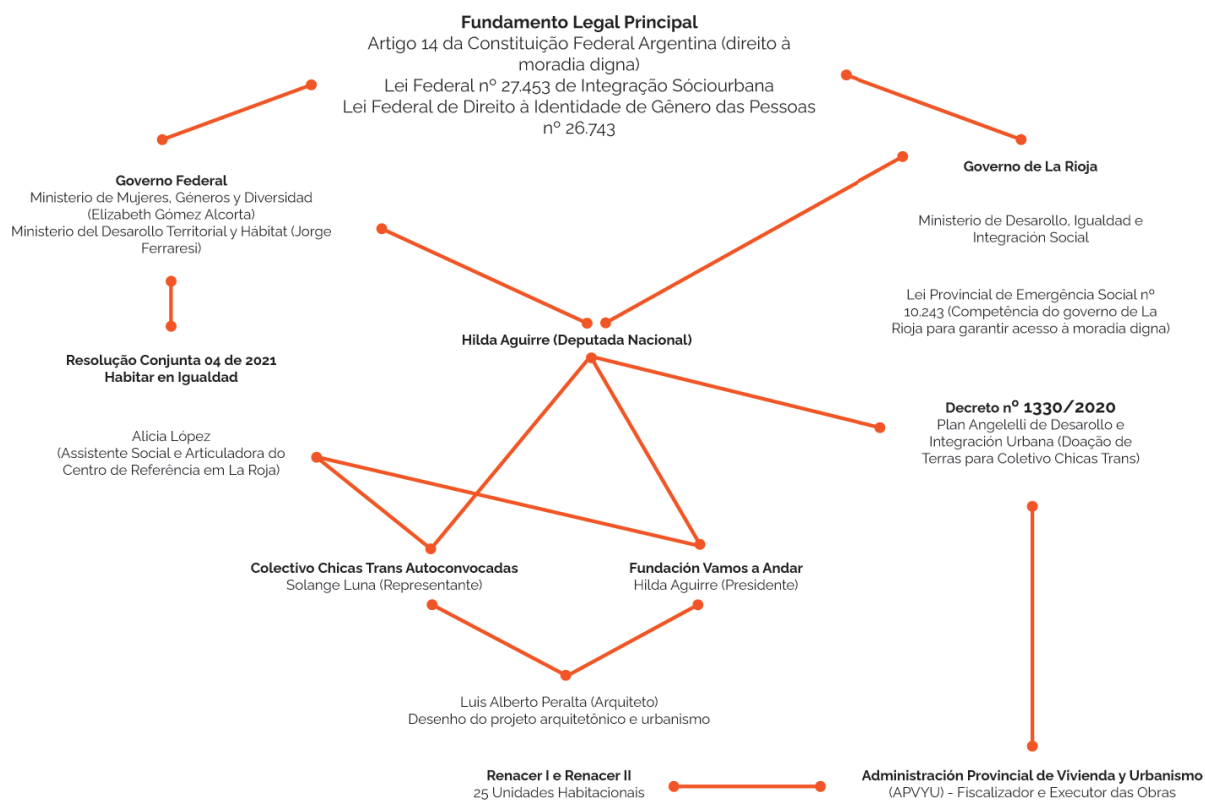 Fundamento Legal Principal
Artigo 14 da Constituição Federal Argentina (direito à
moradia digna)
Lei Federal nº 27.453 de Integração Sóciourbana
Lei Federal de Direito à Identidade de Gênero das Pessoas
nº 26.743
Governo Federal
Ministerio de Mujeres, Géneros y Diversidad
(Elizabeth Gómez Alcorta)
Ministerio del Desarollo Territorial y Hábitat (Jorge
Ferraresi)
Governo de La Rioja
Ministerio de Desarollo, Igualdad e
Integración Social
Lei Provincial de Emergência Social nº
10.243 (Competência do governo de La
Rioja para garantir acesso à moradia digna)
Hilda Aguirre (Deputada Nacional)
Resolução Conjunta 04 de 2021
Habitar en Igualdad
Alicia López
(Assistente Social e Articuladora do
Centro de Referência em La Roja)
Decreto nº 1330/2020
Plan Angelelli de Desarollo e
Integración Urbana (Doação de
Terras para Coletivo Chicas Trans)
Colectivo Chicas Trans Autoconvocadas
Solange Luna (Representante)
Fundación Vamos a Andar
Hilda Aguirre (Presidente)
Luis Alberto Peralta (Arquiteto)
Desenho do projeto arquitetônico e urbanismo
Renacer I e Renacer II
25 Unidades Habitacionais
Administración Provincial de Vivienda y Urbanismo
(APVYU) - Fiscalizador e Executor das Obras